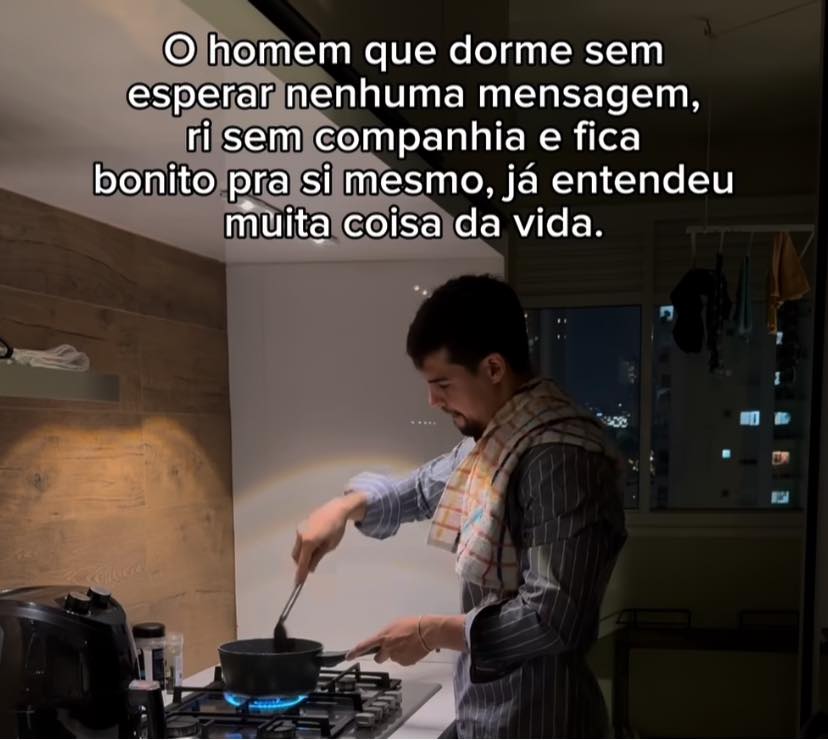 O homem que dorme sem
esperar nenhuma mensagem,
ri sem companhia e fica
bonito pra si mesmo, já entendeu
muita coisa da vida.